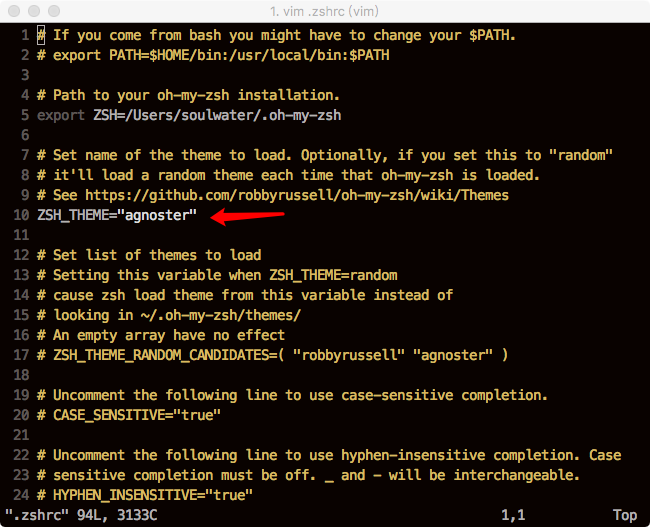 1. vim .zshrc (vim)
1 # If you come from bash you might have to change your $PATH.
2 # export PATH=$HOME/bin:/usr/local/bin:$PATH
3
4 # Path to your oh-my-zsh installation.
5 export ZSH=/Users/soulwater/.oh-my-zsh
6
7 # Set name of the theme to load. Optionally, if you set this to "random"
8 # it'll load a random theme each time that oh-my-zsh is loaded.
9 # See https://github.com/robbyrussell/oh-my-zsh/wiki/Themes
10 ZSH_THEME="agnoster"
11
12 # Set list of themes to load
13 # Setting this variable when ZSH_THEME=random
14 # cause zsh load theme from this variable instead of
15 # looking in ~/.oh-my-zsh/themes/
16 # An empty array have no effect
17 # ZSH_THEME_RANDOM_CANDIDATES=( "robbyrussell" "agnoster" )
18
19 # Uncomment the following line to use case-sensitive completion.
20 # CASE_SENSITIVE="true"
21
22 # Uncomment the following line to use hyphen-insensitive completion. Case
23 # sensitive completion must be off. _ and - will be interchangeable.
24 # HYPHEN_INSENSITIVE="true"
".zshrc" 94L, 3133C 1,1 Top